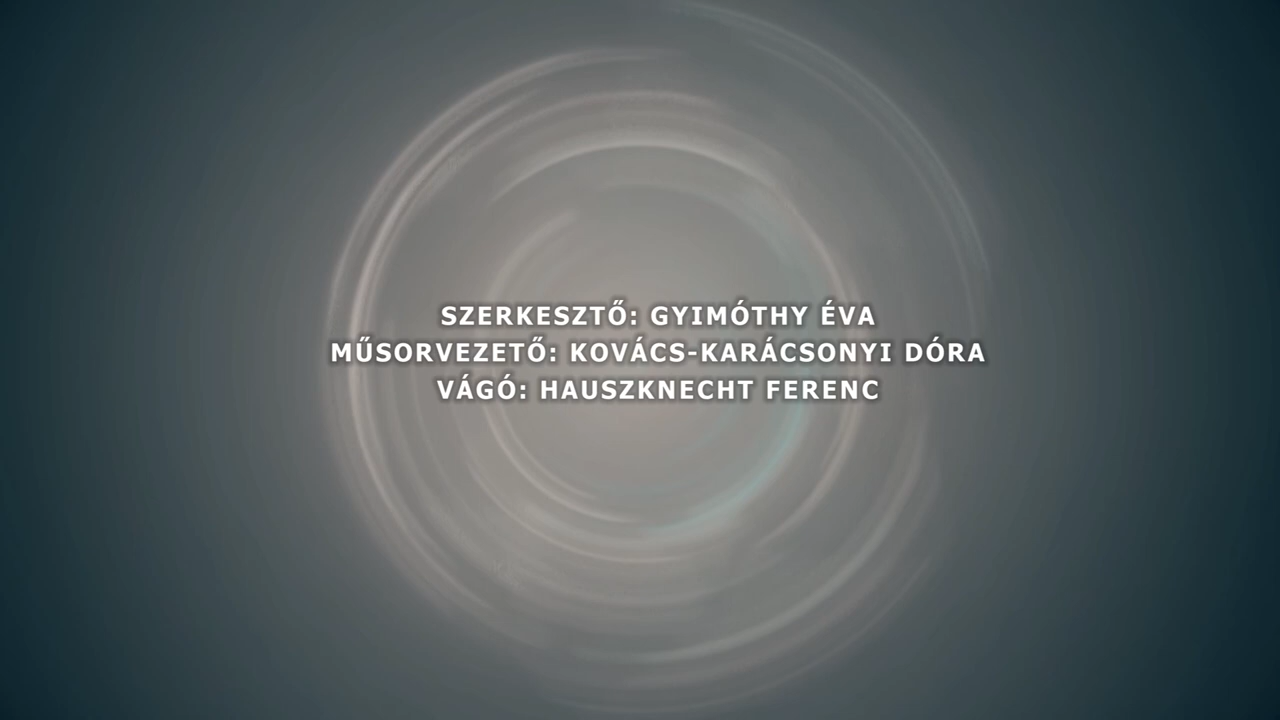 SZERKESZTŐ: GYIMÓTHY ÉVA
MŰSORVEZETŐ: KOVÁCS-KARÁCSONYI DÓRA
VÁGÓ: HAUSZKNECHT FERENC